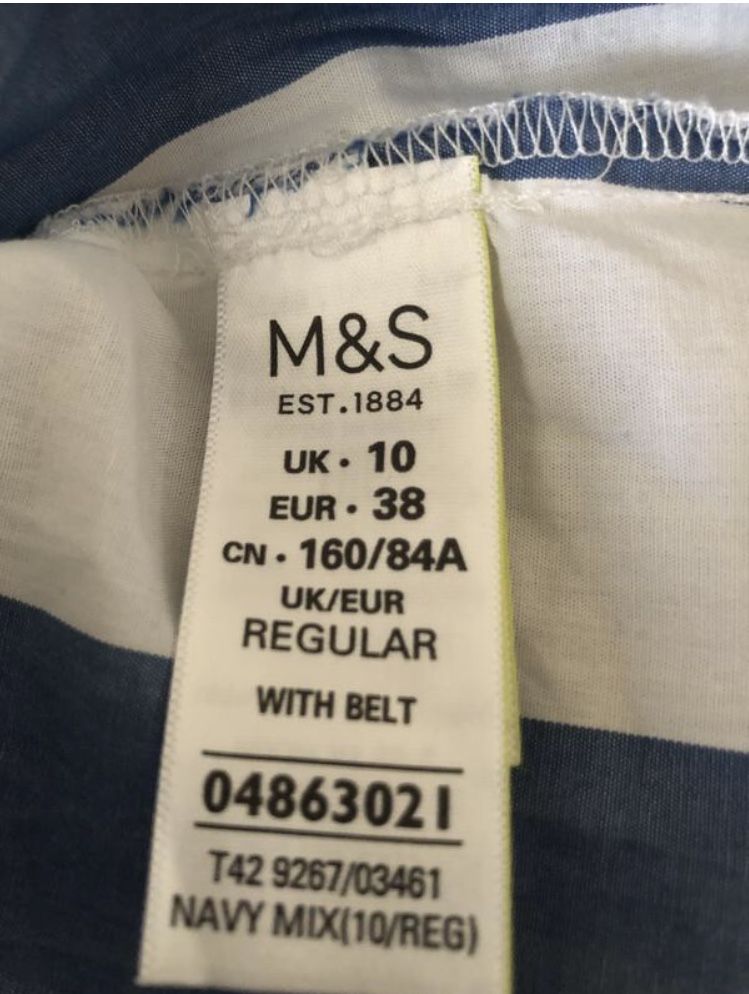 M&S
EST.1884
UK · 10
EUR · 38
CN · 160/84A
UK/EUR
REGULAR
WITH BELT
04863021
T42 9267/03461
NAVY MIX(10/REG)